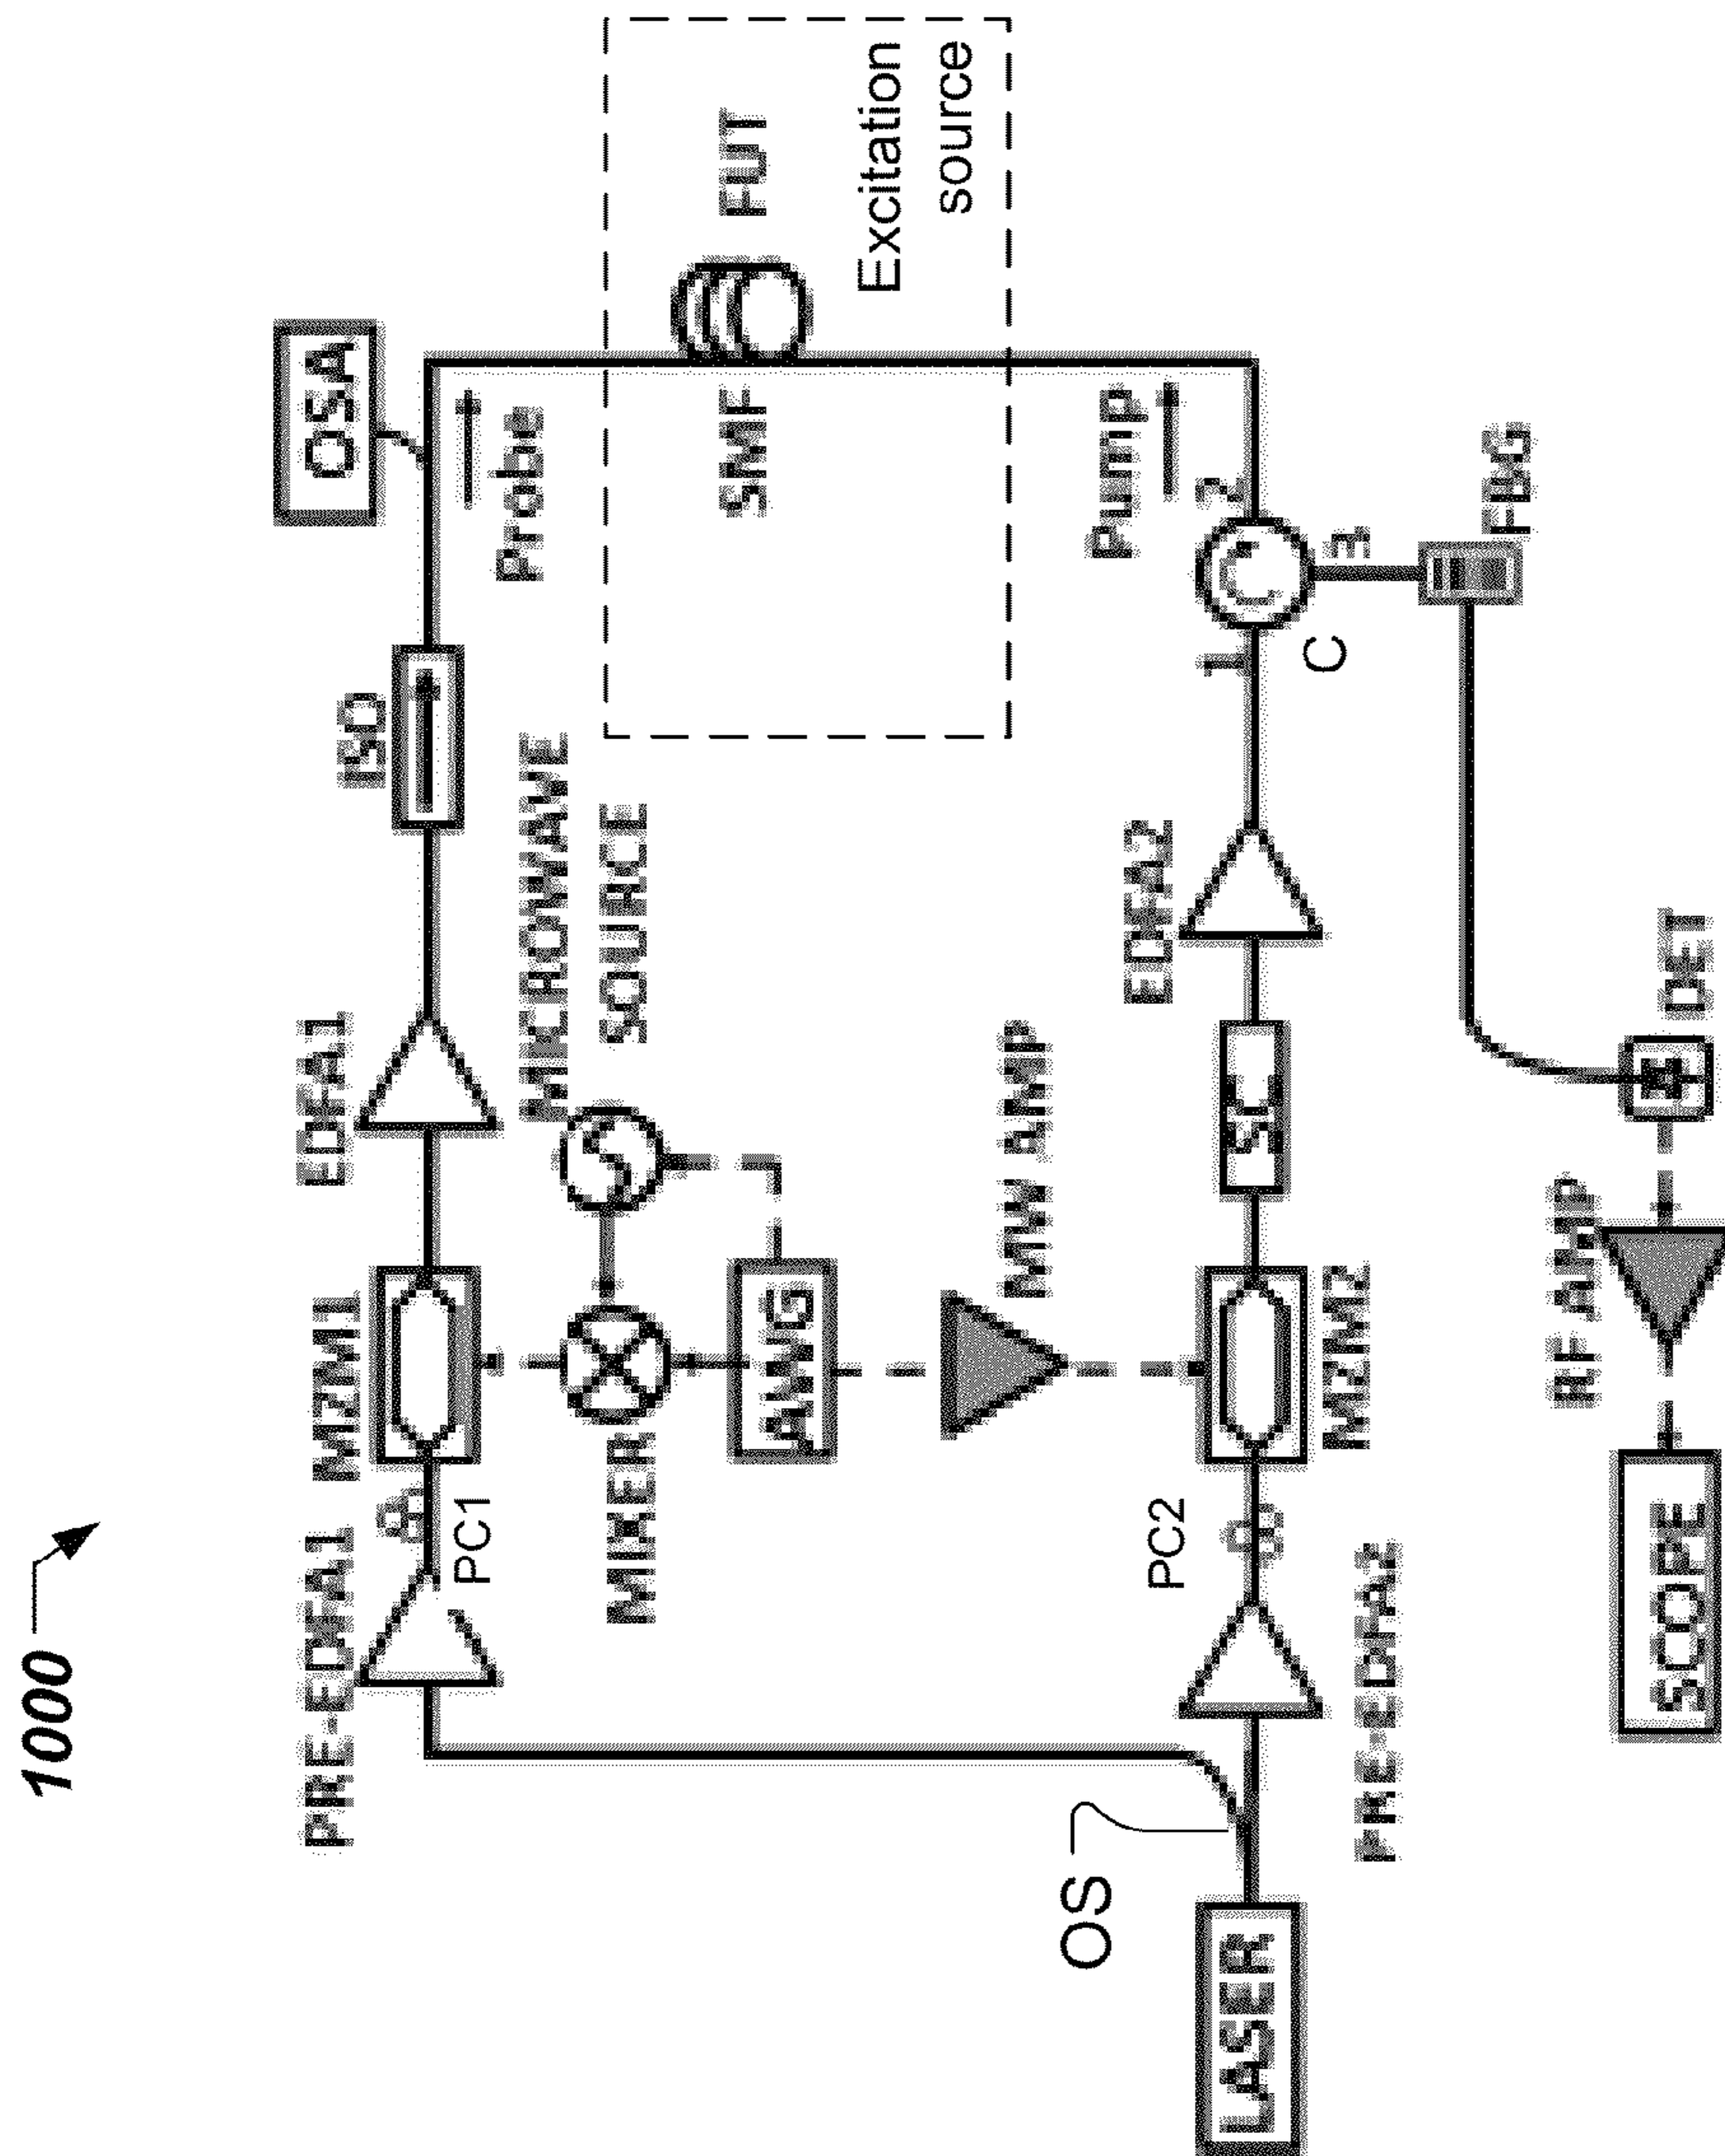 1000
PRE-EDFA1
PC1
MZM1
EDFA1
ISO
OSA
Probe
MIXER
MICROWAVE
SOURCE
AWG
MW AMP
SMF
FUT
Excitation
source
OS
LASER
PRE-EDFA2
PC2
MZM2
SC
EDFA2
1
2
3
C
Pump
FBG
DET
RF AMP
SCOPE